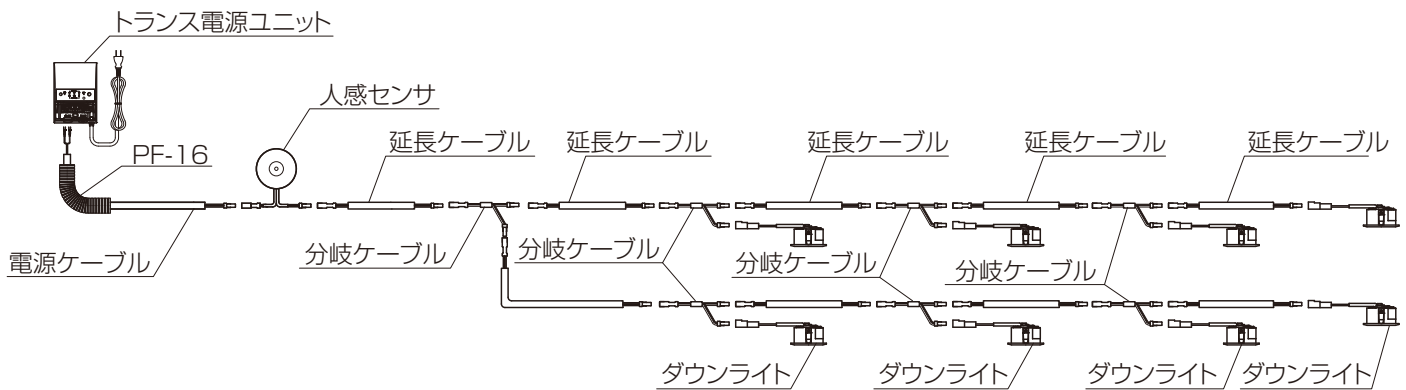 トランス電源ユニット
人感センサ
延長ケーブル
延長ケーブル
延長ケーブル
延長ケーブル
延長ケーブル
PF-16
電源ケーブル
分岐ケーブル
分岐ケーブル
分岐ケーブル
分岐ケーブル
ダウンライト
ダウンライト
ダウンライト
ダウンライト